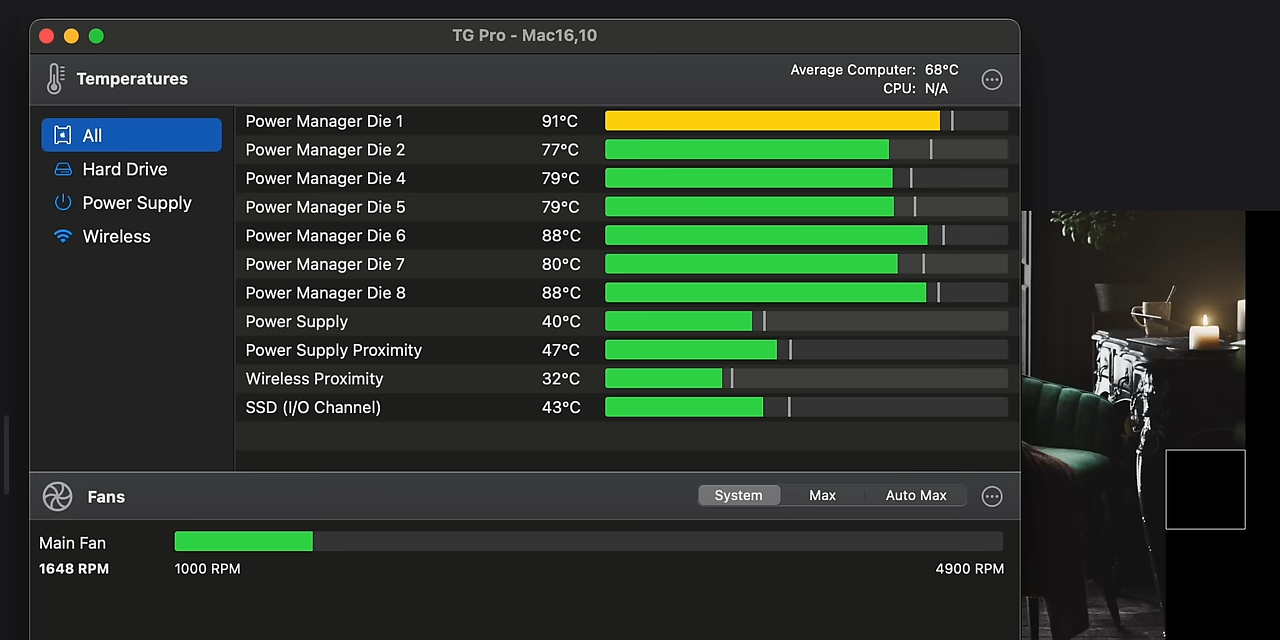 TG Pro - Mac16,10
Temperatures
Average Computer: 68°C
CPU: N/A
All
Hard Drive
Power Supply
Wireless
Power Manager Die 1 91°C
Power Manager Die 2 77°C
Power Manager Die 4 79°C
Power Manager Die 5 79°C
Power Manager Die 6 88°C
Power Manager Die 7 80°C
Power Manager Die 8 88°C
Power Supply 40°C
Power Supply Proximity 47°C
Wireless Proximity 32°C
SSD (I/O Channel) 43°C
Fans
System Max Auto Max
Main Fan
1648 RPM 1000 RPM 4900 RPM